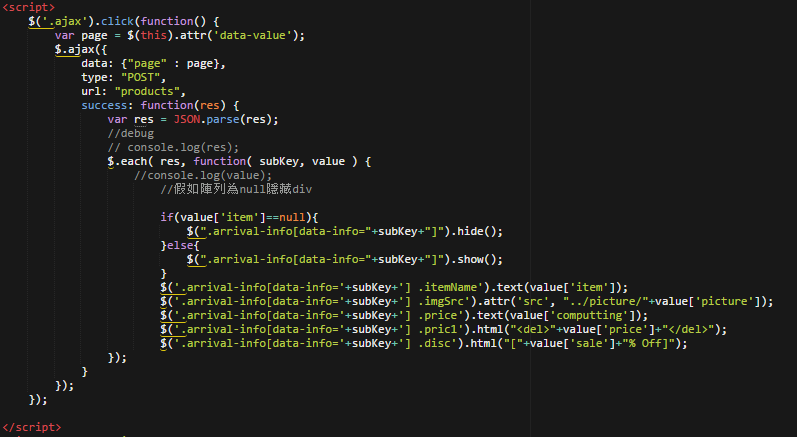 <script>
$('.ajax').click(function() {
var page = $(this).attr('data-value');
$.ajax({
data: {"page" : page},
type: "POST",
url: "products",
success: function(res) {
var res = JSON.parse(res);
//debug
// console.log(res);
$.each( res, function( subKey, value ) {
//console.log(value);
//假如陣列為null隱藏div
if(value['item']==null){
$(".arrival-info[data-info="+subKey+"]").hide();
}else{
$(".arrival-info[data-info="+subKey+"]").show();
}
$('.arrival-info[data-info='+subKey+'] .itemName').text(value['item']);
$('.arrival-info[data-info='+subKey+'] .imgSrc').attr('src', "../picture/"+value['picture']);
$('.arrival-info[data-info='+subKey+'] .price').text(value['computting']);
$('.arrival-info[data-info='+subKey+'] .pric1').html("<del>"+value['price']+"</del>");
$('.arrival-info[data-info='+subKey+'] .disc').html("["+value['sale']+"% Off]");
});
}
});
});
</script>